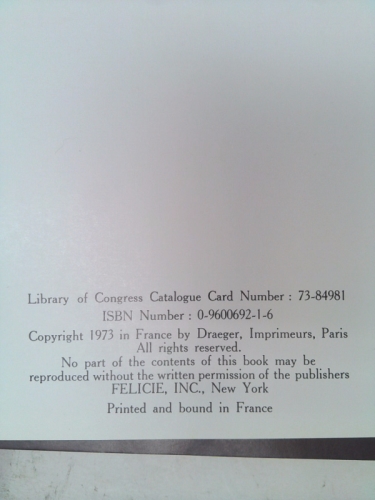 Library of Congress Catalogue Card Number : 73-84981
ISBN Number : 0-9600692-1-6
Copyright 1973 in France by Draeger, Imprimeurs, Paris
All rights reserved.
No part of the contents of this book may be
reproduced without the written permission of the publishers
FELICIE, INC., New York
Printed and bound in France